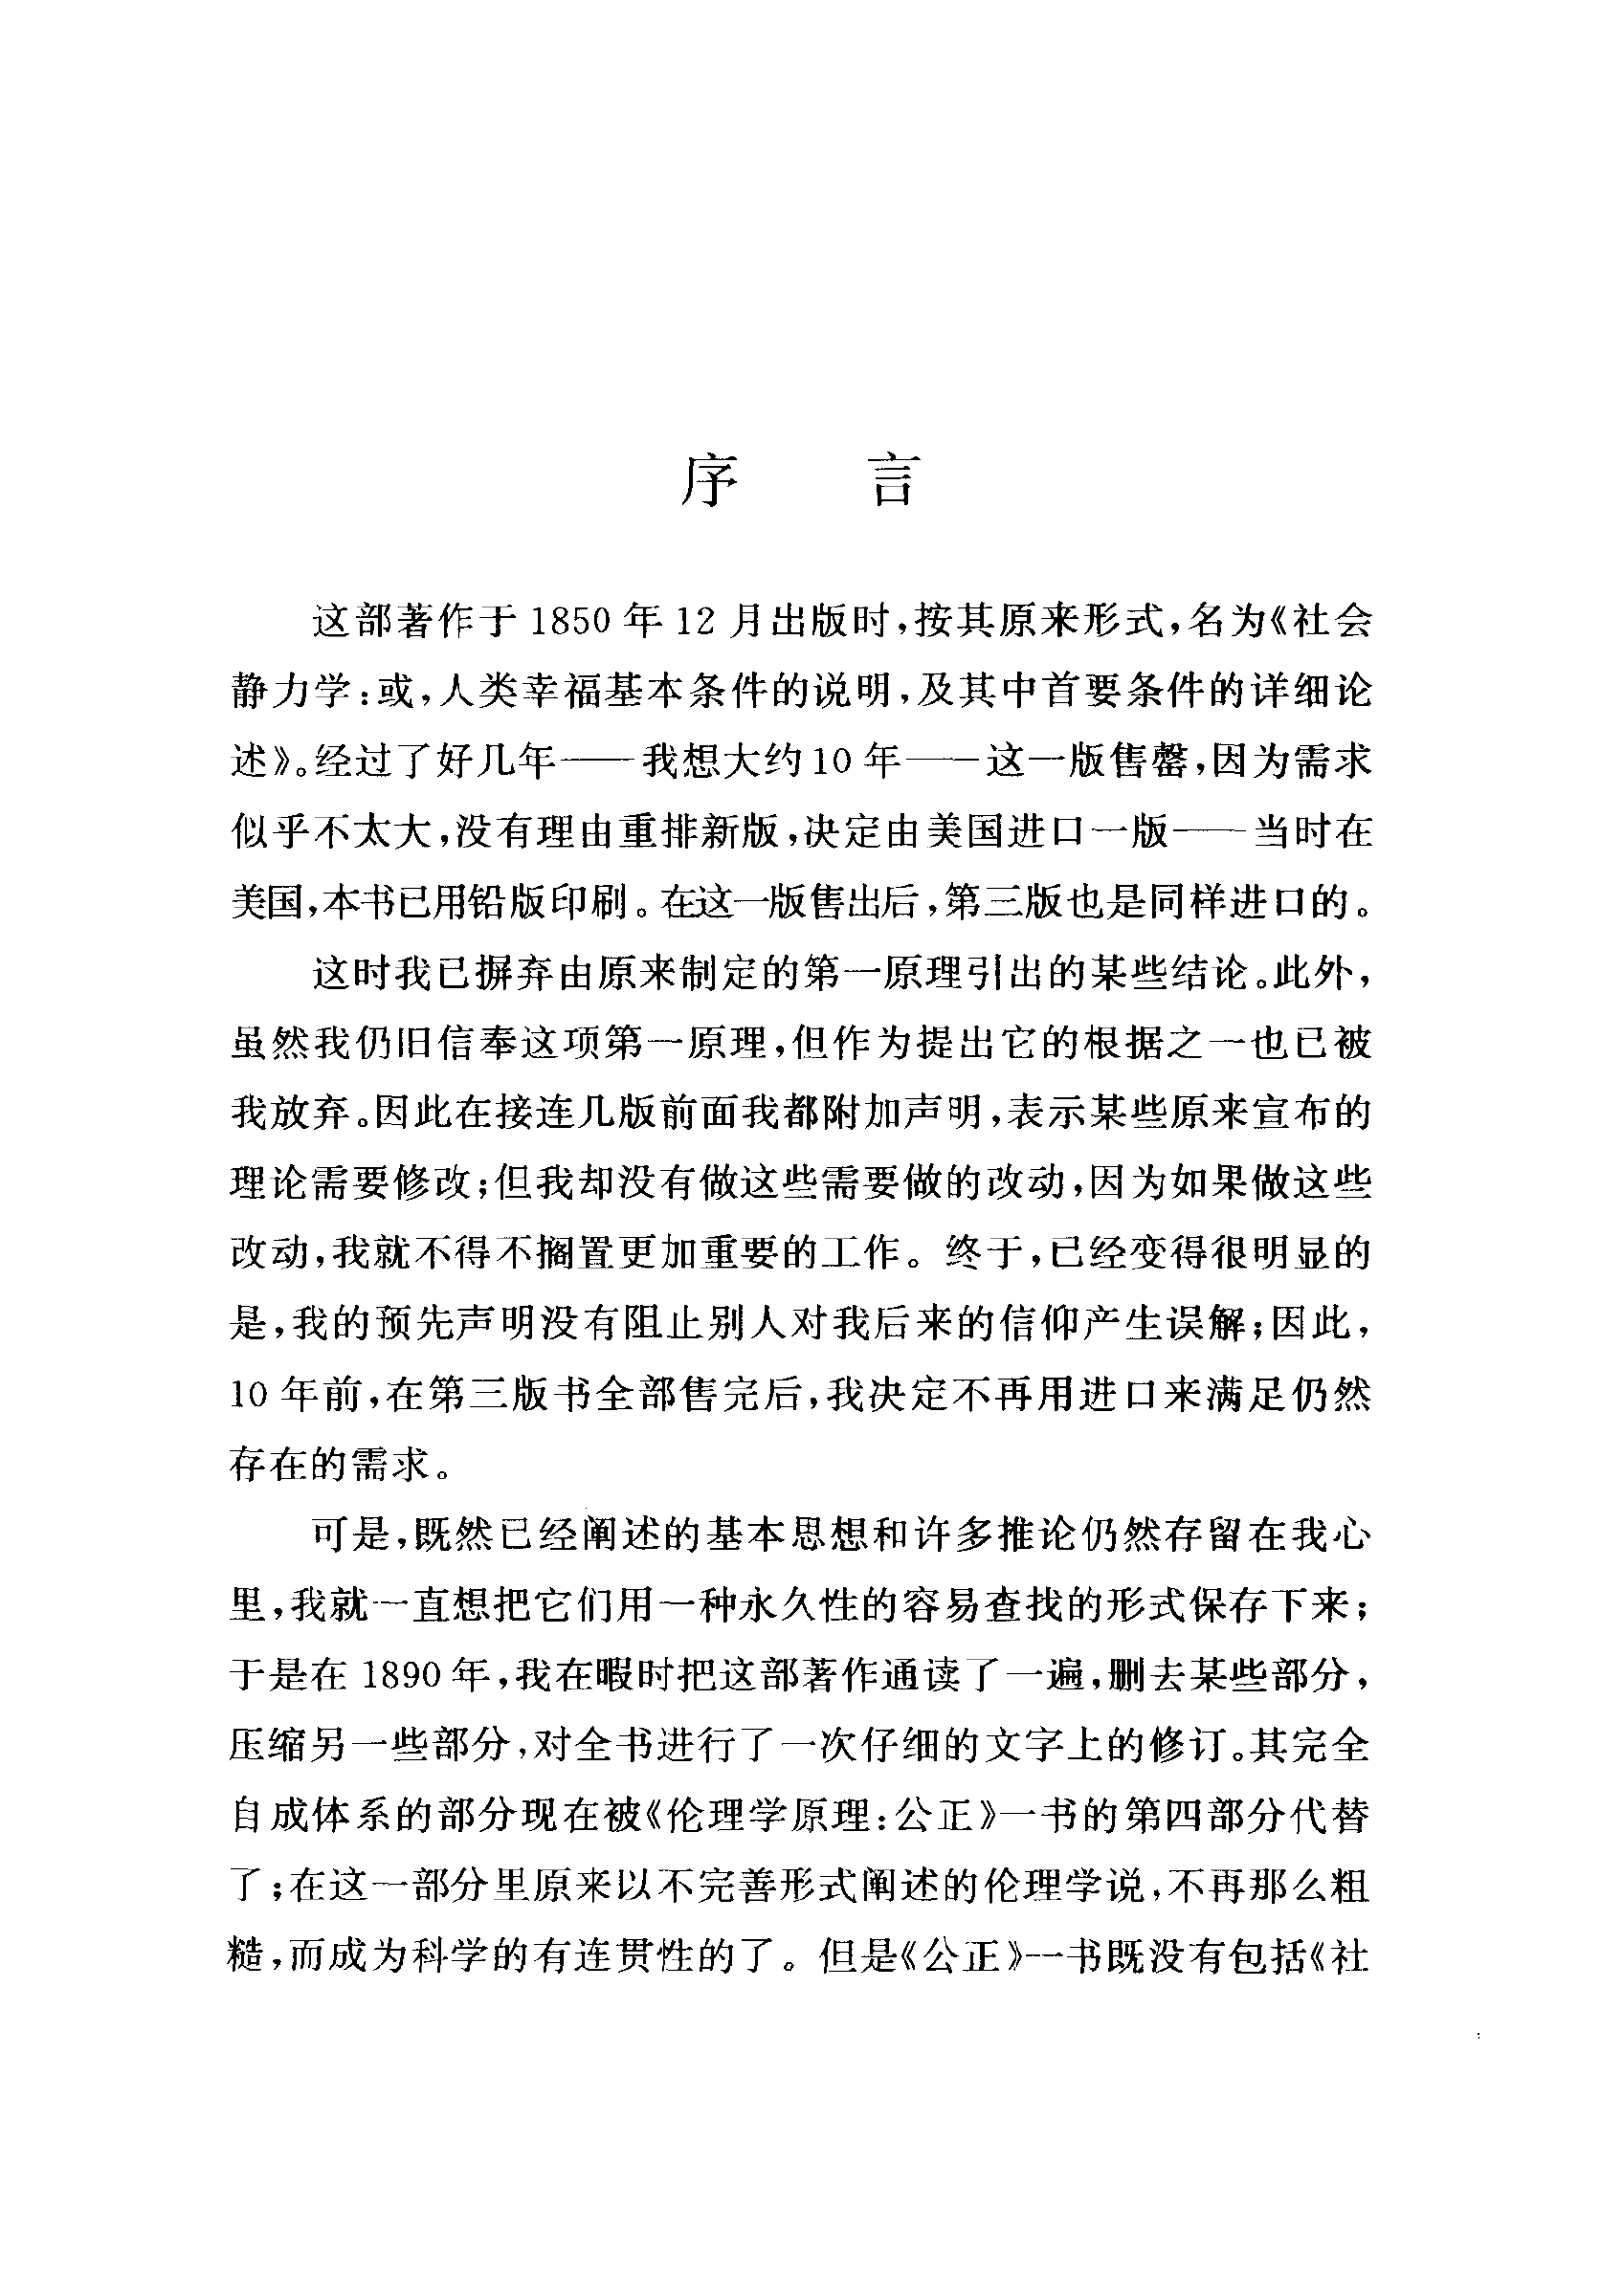 序言
这部著作于1850年12月出版时,按其原来形式,名为《社会
静力学:或,人类幸福基本条件的说明,及其中首要条件的详细论
述》。经过了好几年——我想大约10年——这一版售罄,因为需求
似乎不太大,没有理由重排新版,决定由美国进口一版——当时在
美国,本书已用铅版印刷。在这一版售出后,第三版也是同样进口的。
这时我已摒弃由原来制定的第一原理引出的某些结论。此外,
虽然我仍旧信奉这项第一原理,但作为提出它的根据之一也已被
我放弃。因此在接连几版前面我都附加声明,表示某些原来宣布的
理论需要修改;但我却没有做这些需要做的改动,因为如果做这些
改动,我就不得不搁置更加重要的工作。终于,已经变得很明显的
是,我的预先声明没有阻止别人对我后来的信仰产生误解;因此,
10年前,在第三版书全部售完后,我决定不再用进口来满足仍然
存在的需求。
可是,既然已经阐述的基本思想和许多推论仍然存留在我心
里,我就一直想把它们用一种永久性的容易查找的形式保存下来;
于是在1890年,我在暇时把这部著作通读了一遍,删去某些部分,
压缩另一些部分,对全书进行了一次仔细的文字上的修订。其完全
自成体系的部分现在被《伦理学原理:公正》一书的第四部分代替
了;在这一部分里原来以不完善形式阐述的伦理学说,不再那么粗
糙,而成为科学的有连贯性的了。但是《公正》一书既没有包括《社